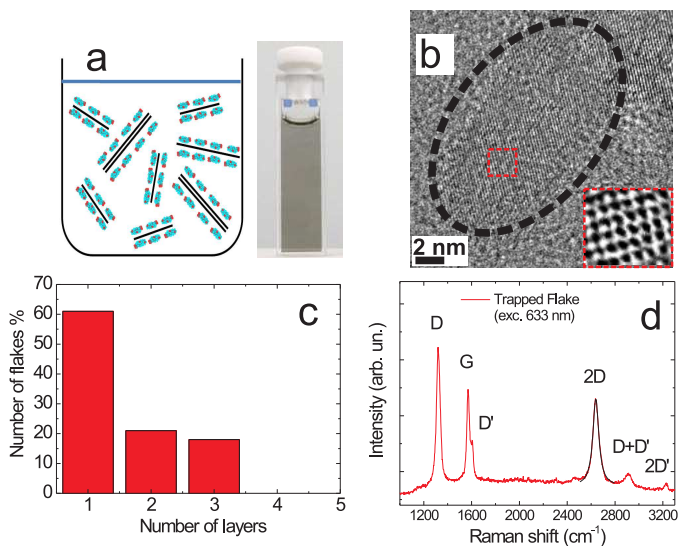 a
b
2 nm
c
70
60
50
40
30
20
10
0
Number of flakes %
1 2 3 4 5
Number of layers
d
Trapped Flake
(exc. 633 nm)
D
G
D'
2D
D+D'
2D'
Intensity (arb. un.)
1200 1600 2000 2400 2800 3200
Raman shift (cm⁻¹)